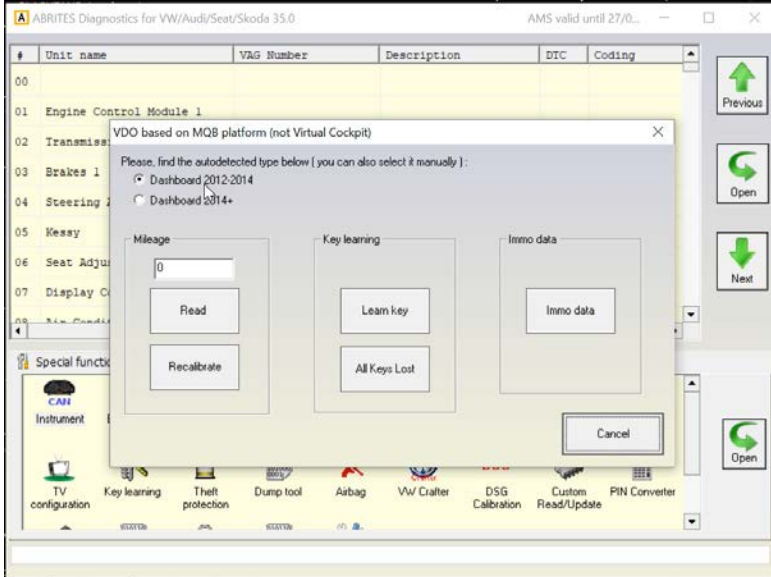 ABRITES Diagnostics for VW/Audi/Seat/Skoda 35.0 AMS valid until 27/0...
# Unit name VAG Number Description DTC Coding
00
01 Engine Control Module 1
Previous
VDO based on MQB platform (not Virtual Cockpit)
02
Please, find the autodetected type below ( you can also select it manually ) :
03 Brakes 1 Dashboard 2012-2014
Open
04 Steering Dashboard 2014+
05 Kessy
Mileage Key learning Immo data
06
0
Next
07 Display
Read Learn key Immo data
Special
Recalibrate All Keys Lost
CAN
Instrument
Cancel
Open
TV configuration
Key learning
Theft protection
Dump tool
Airbag
VW Crafter
DSG Calibration
Custom Read/Update
PIN Converter